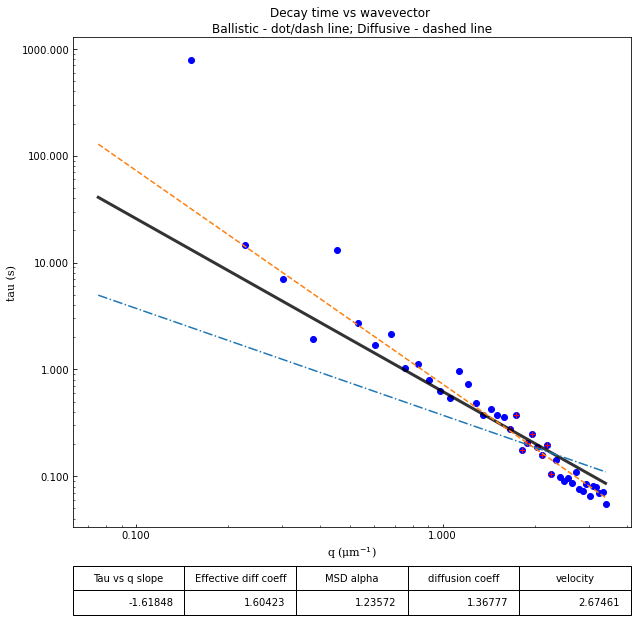 Decay time vs wavevector
Ballistic - dot/dash line; Diffusive - dashed line
1000.000
100.000
10.000
1.000
0.100
tau (s)
0.100 1.000
q (μm⁻¹)
Tau vs q slope Effective diff coeff MSD alpha diffusion coeff velocity
-1.61848 1.60423 1.23572 1.36777 2.67461